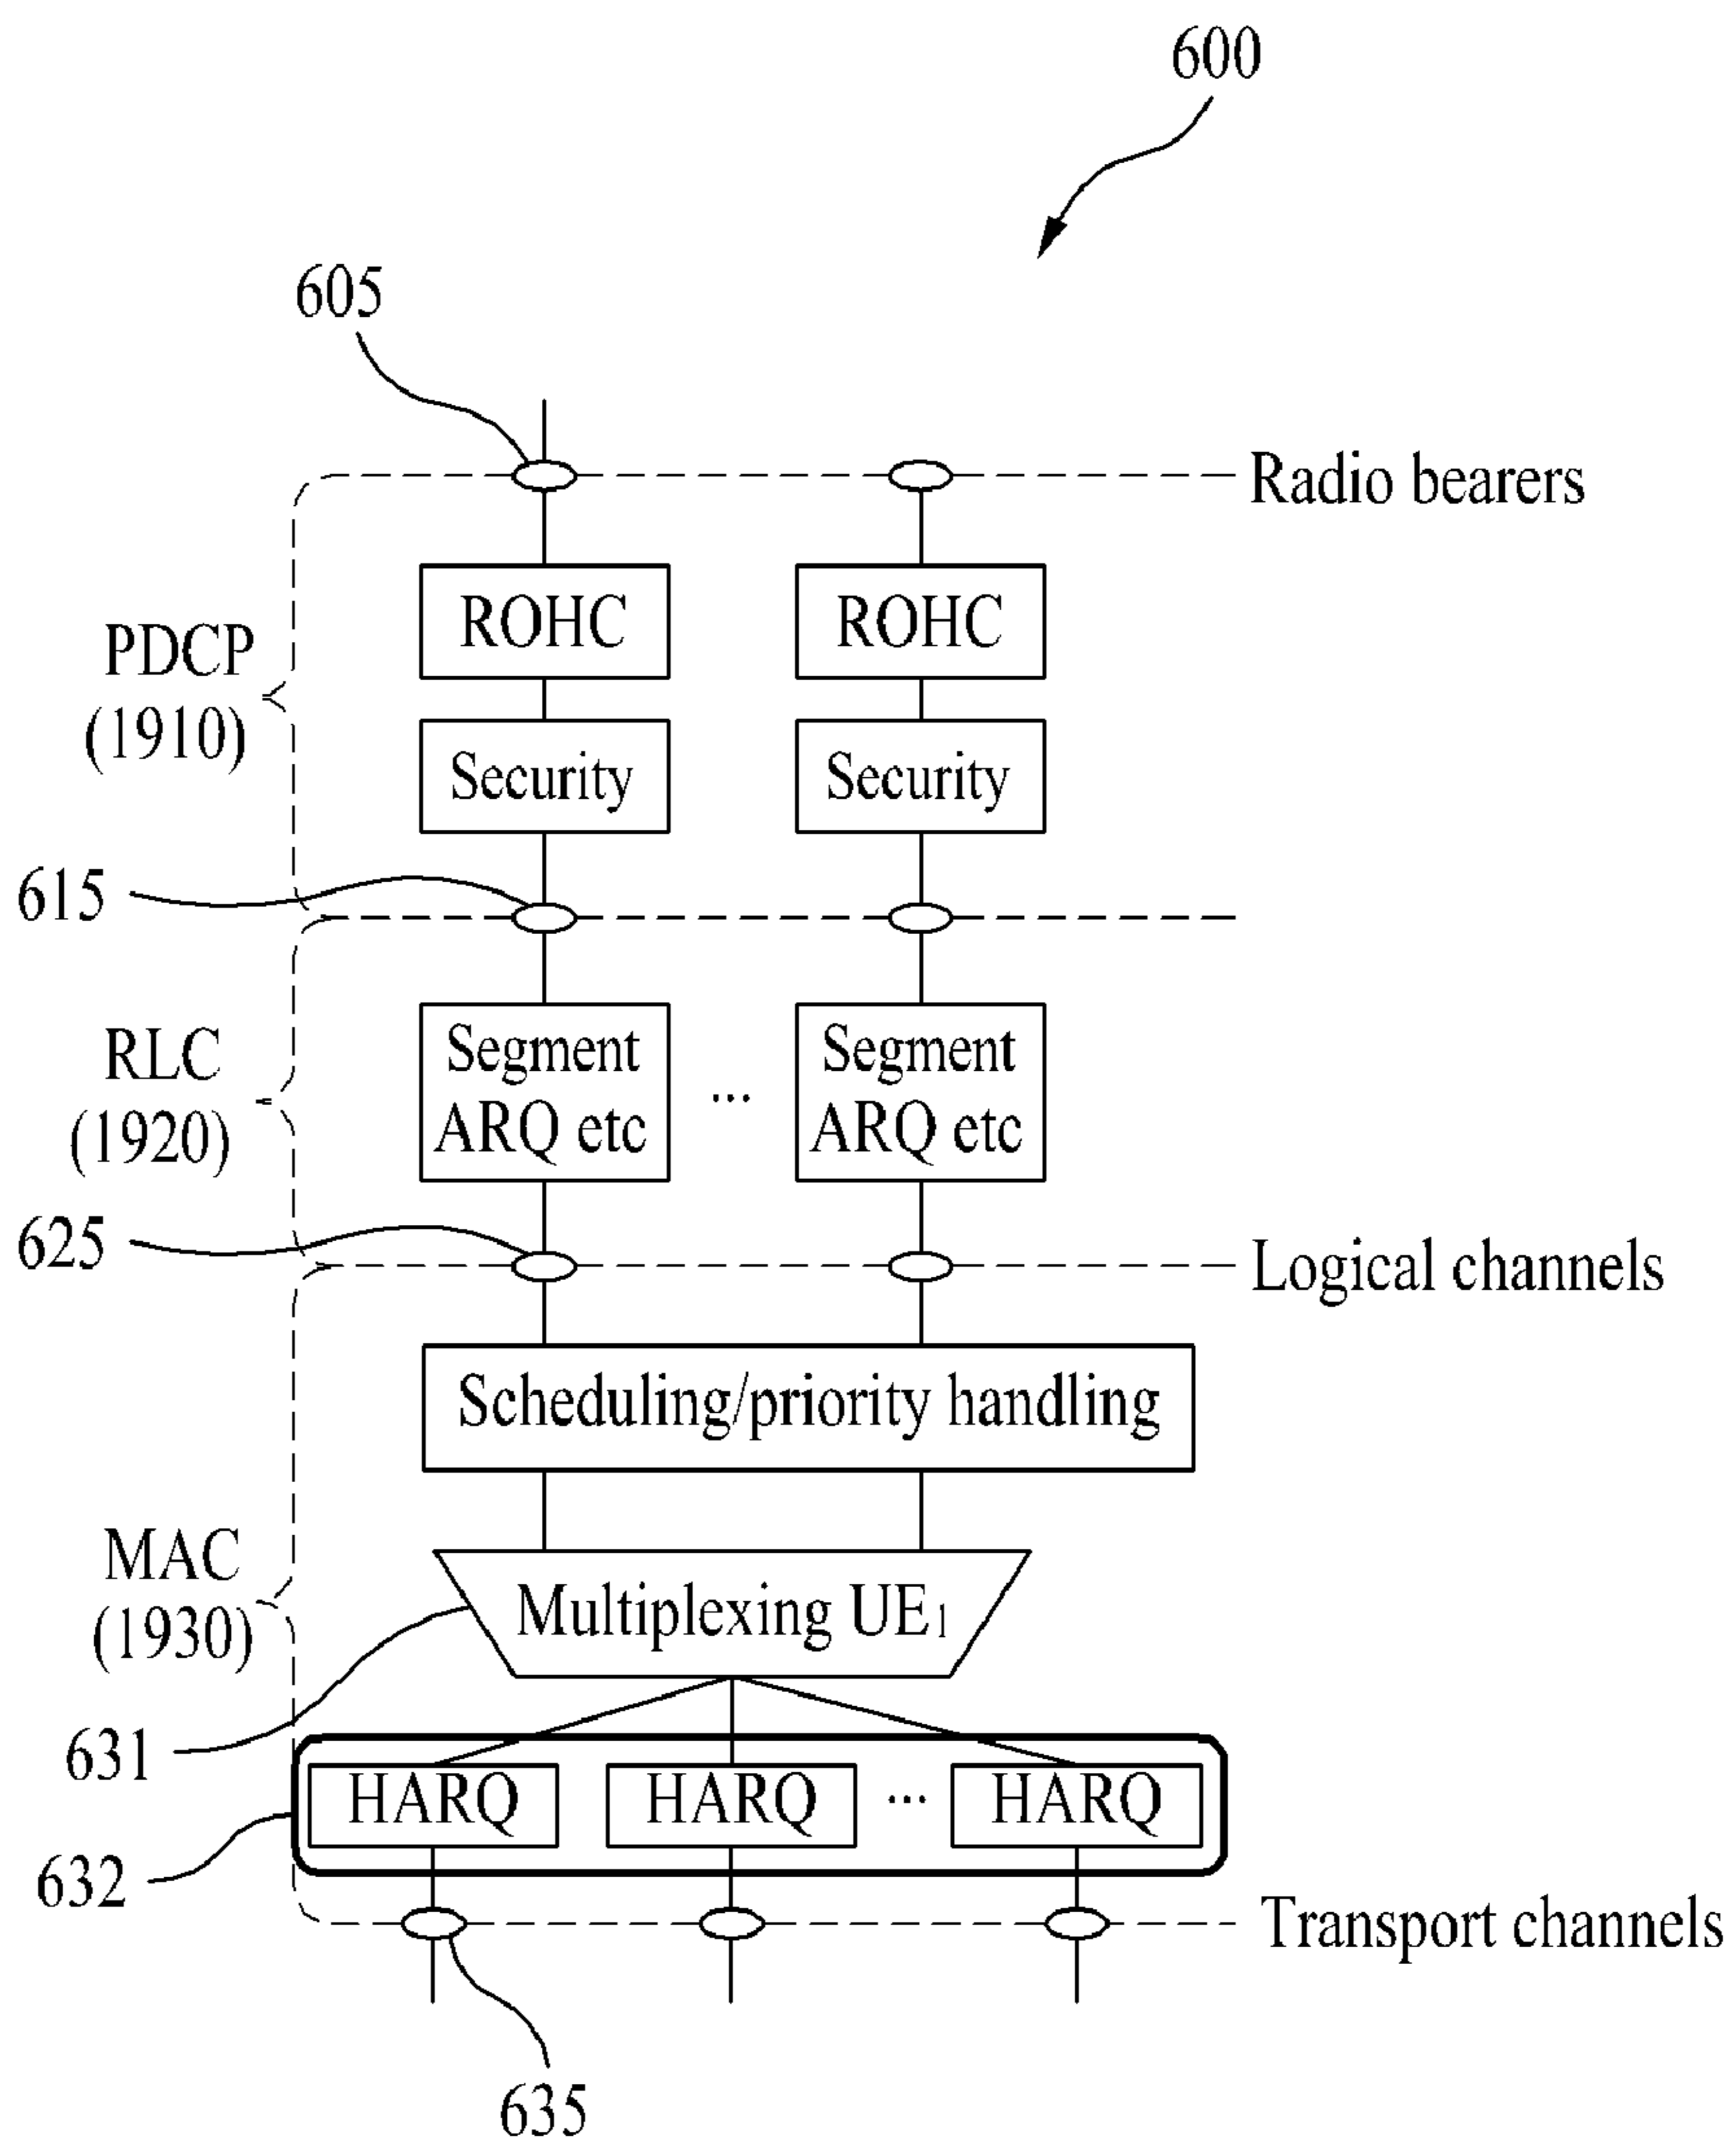 600
605
Radio bearers
ROHC
ROHC
PDCP
(1910)
Security
Security
615
Segment
ARQ etc
...
Segment
ARQ etc
RLC
(1920)
625
Logical channels
Scheduling/priority handling
MAC
(1930)
Multiplexing UE1
631
HARQ
HARQ
...
HARQ
632
Transport channels
635